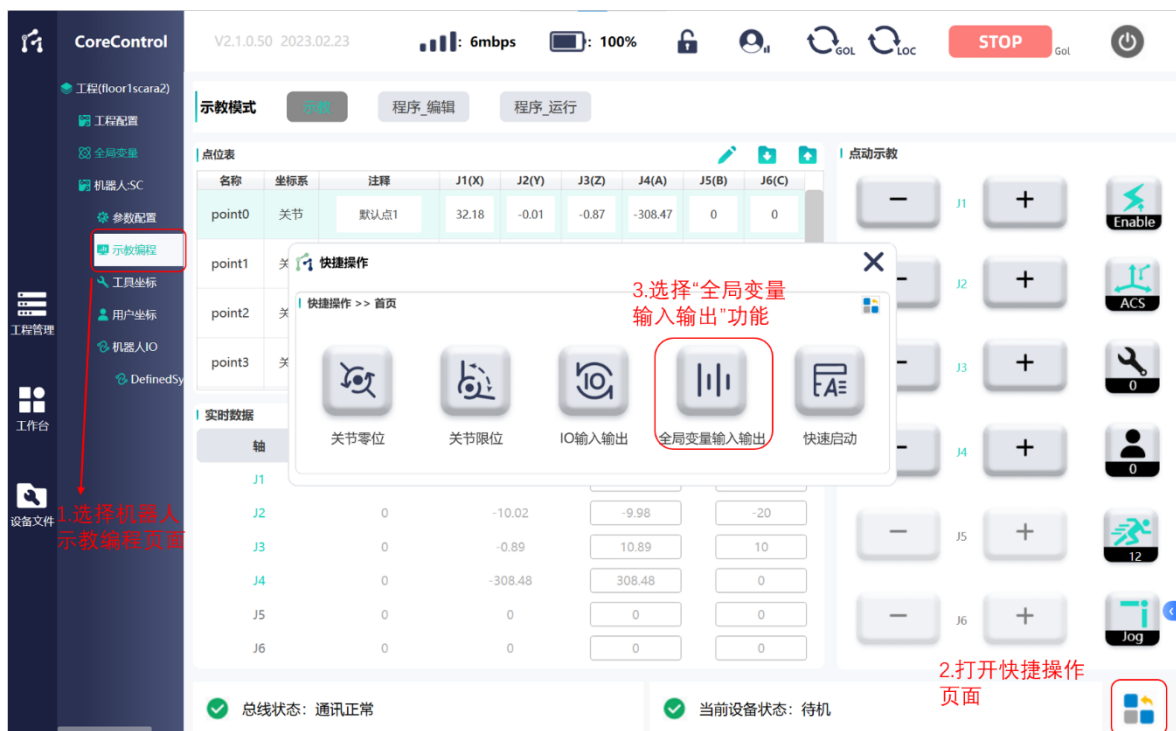 CoreControl
V2.1.0.50 2023.02.23
: 6mbps
: 100%
GOL
LOC
STOP
Gol
工程(floor1scara2)
工程配置
全局变量
机器人:SC
参数配置
示教编程
工具坐标
用户坐标
机器人IO
DefinedSy
工程管理
工作台
设备文件
1.选择机器人
示教编程页面
示教模式
示教
程序_编辑
程序_运行
点位表
名称 坐标系 注释 J1(X) J2(Y) J3(Z) J4(A) J5(B) J6(C)
point0 关节 默认点1 32.18 -0.01 -0.87 -308.47 0 0
point1 关
point2 关
point3 关
快捷操作
快捷操作 >> 首页
3.选择“全局变量
输入输出”功能
关节零位
关节限位
IO
IO输入输出
全局变量输入输出
快速启动
实时数据
轴
J1
J2 0 -10.02 -9.98 -20
J3 0 -0.89 10.89 10
J4 0 -308.48 308.48 0
J5 0 0 0 0
J6 0 0 0 0
点动示教
− J1 + Enable
− J2 + ACS
− J3 + 0
− J4 + 0
− J5 + 12
− J6 + Jog
2.打开快捷操作
页面
总线状态: 通讯正常
当前设备状态: 待机